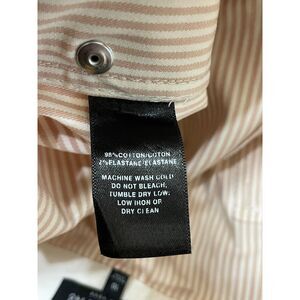 98%COTTON/COTON
2%ELASTANE/ELASTANE
MACHINE WASH COLD
DO NOT BLEACH,
TUMBLE DRY LOW,
LOW IRON OR
DRY CLEAN